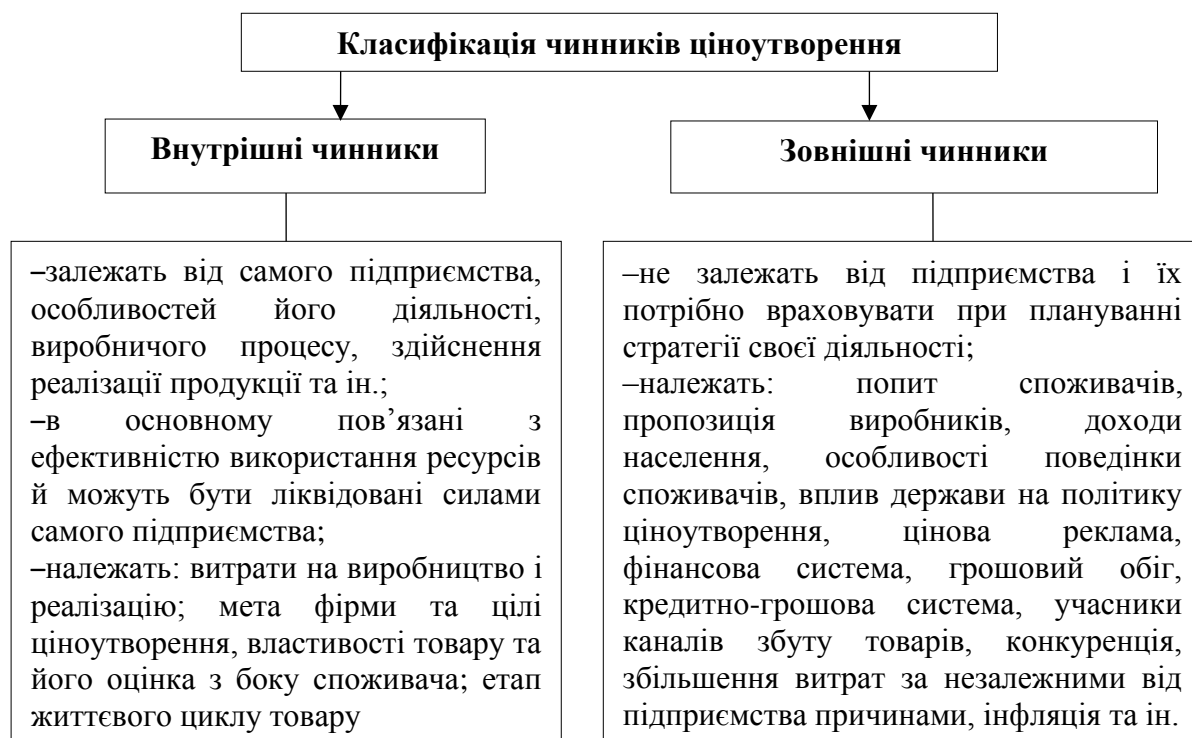 Класифікація чинників ціноутворення
Внутрішні чинники
Зовнішні чинники
–залежать від самого підприємства,
особливостей його діяльності,
виробничого процесу, здійснення
реалізації продукції та ін.;
–в основному пов’язані з
ефективністю використання ресурсів
й можуть бути ліквідовані силами
самого підприємства;
–належать: витрати на виробництво і
реалізацію; мета фірми та цілі
ціноутворення, властивості товару та
його оцінка з боку споживача; етап
життєвого циклу товару
–не залежать від підприємства і їх
потрібно враховувати при плануванні
стратегії своєї діяльності;
–належать: попит споживачів,
пропозиція виробників, доходи
населення, особливості поведінки
споживачів, вплив держави на політику
ціноутворення, цінова реклама,
фінансова система, грошовий обіг,
кредитно-грошова система, учасники
каналів збуту товарів, конкуренція,
збільшення витрат за незалежними від
підприємства причинами, інфляція та ін.